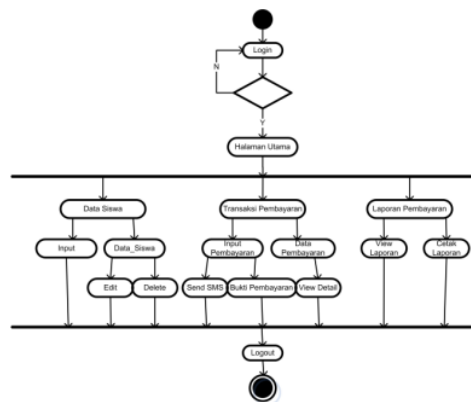 Login
N
Y
Halaman Utama
Data Siswa
Transaksi Pembayaran
Laporan Pembayaran
Input
Data_Siswa
Input
Pembayaran
Data
Pembayaran
View
Laporan
Cetak
Laporan
Edit
Delete
Send SMS
Bukti Pembayaran
View Detail
Logout